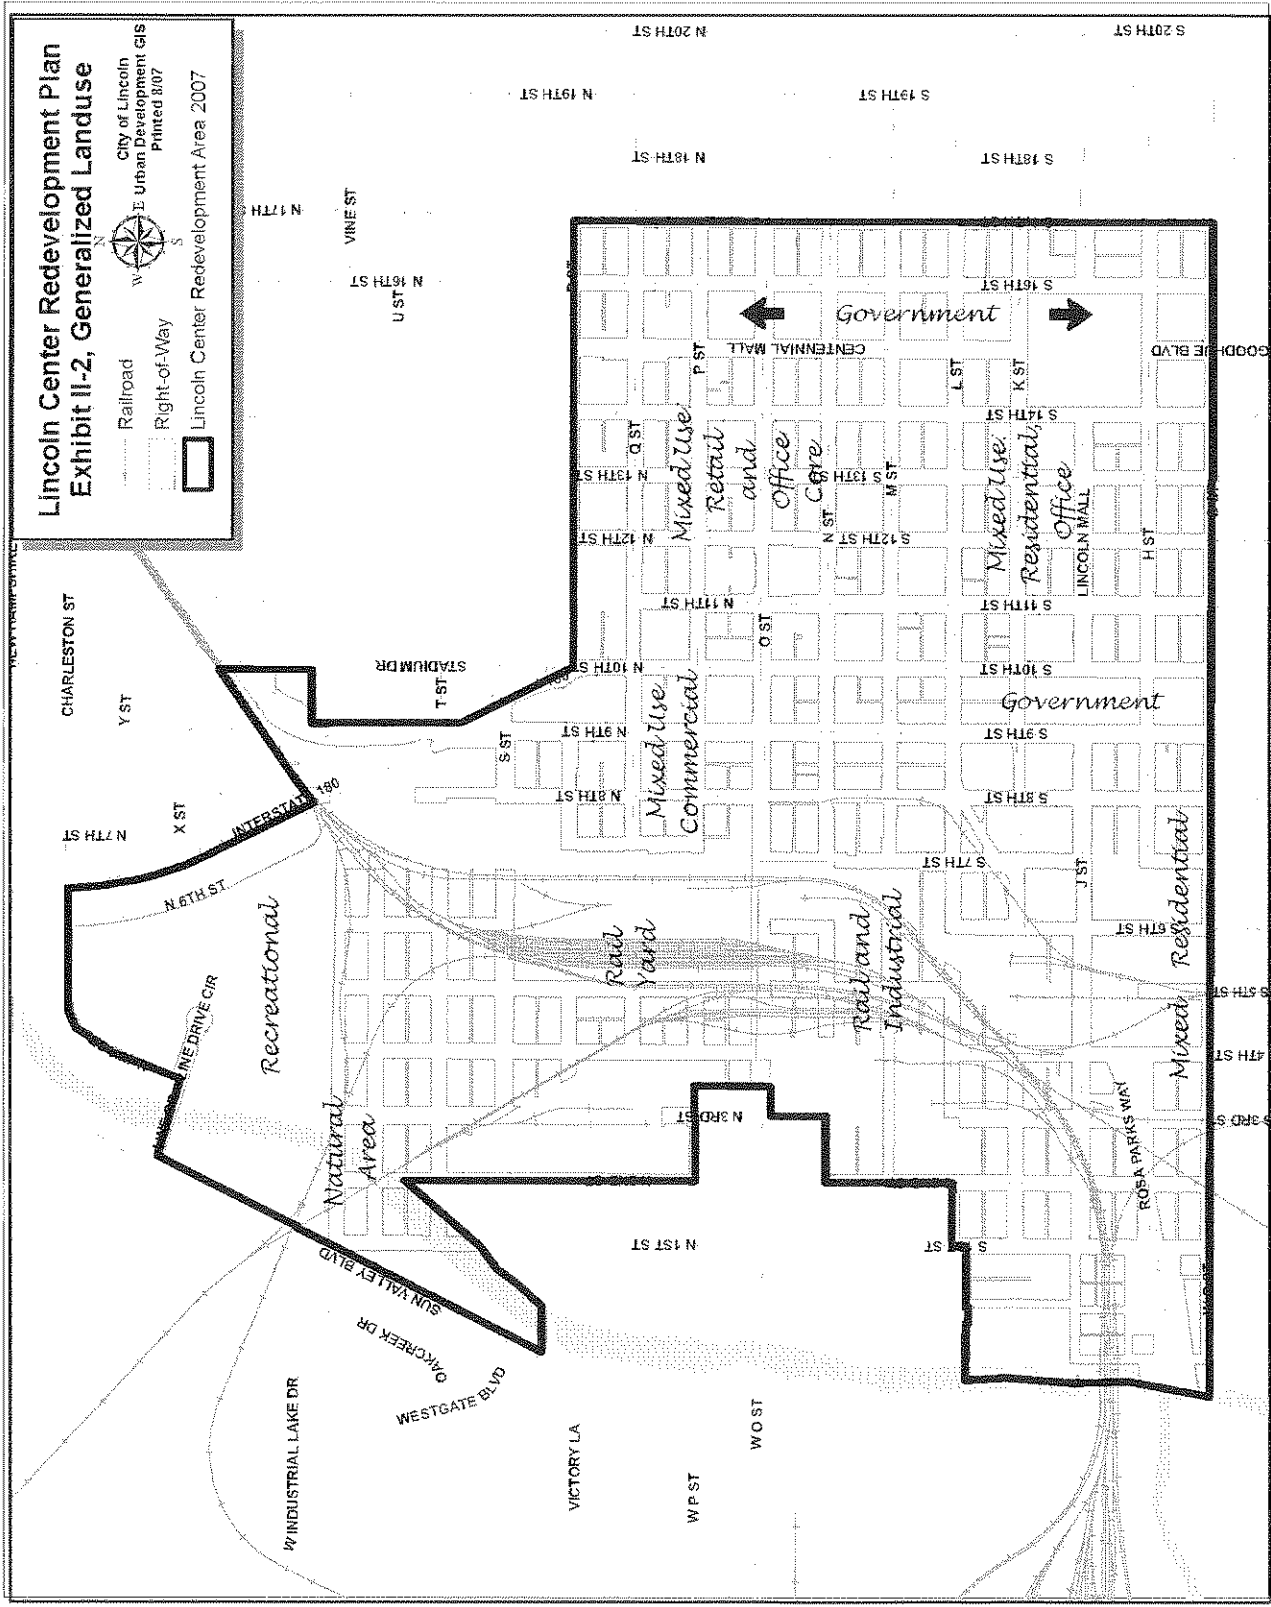 Lincoln Center Redevelopment Plan
Exhibit II-2, Generalized Landuse
Railroad
Right-of-Way
Lincoln Center Redevelopment Area 2007
N
W
E
S
City of Lincoln
Urban Development GIS
Printed 8/07
CHARLESTON ST
Y ST
X ST
N 7TH ST
INTERSTATE 180
N 6TH ST
STADIUM DR
T ST
S ST
VINE ST
U ST
N 16TH ST
N 17TH
N 18TH ST
N 19TH ST
N 20TH ST
S 18TH ST
S 19TH ST
S 20TH ST
Recreational
Natural
Area
SUN VALLEY BLVD
OAKCREEK DR
WESTGATE BLVD
W INDUSTRIAL LAKE DR
VICTORY LA
W P ST
W O ST
N 1ST ST
N 3RD ST
Rail
Yard
Rail and
Industrial
N 8TH ST
N 9TH ST
N 10TH ST
N 11TH ST
N 12TH ST
N 13TH ST
Q ST
P ST
O ST
N ST
M ST
L ST
K ST
J ST
H ST
LINCOLN MALL
Mixed Use
Commercial
Mixed Use:
Retail
and
Office
Core
CENTENNIAL MALL
Government
Mixed Use:
Residential,
Office
Government
GOODHUE BLVD
S 16TH ST
S 14TH ST
S 13TH ST
S 12TH ST
S 11TH ST
S 10TH ST
S 9TH ST
S 8TH ST
S 7TH ST
S 6TH ST
S 5TH ST
4TH ST
S 3RD ST
ROSA PARKS WAY
Mixed Residential